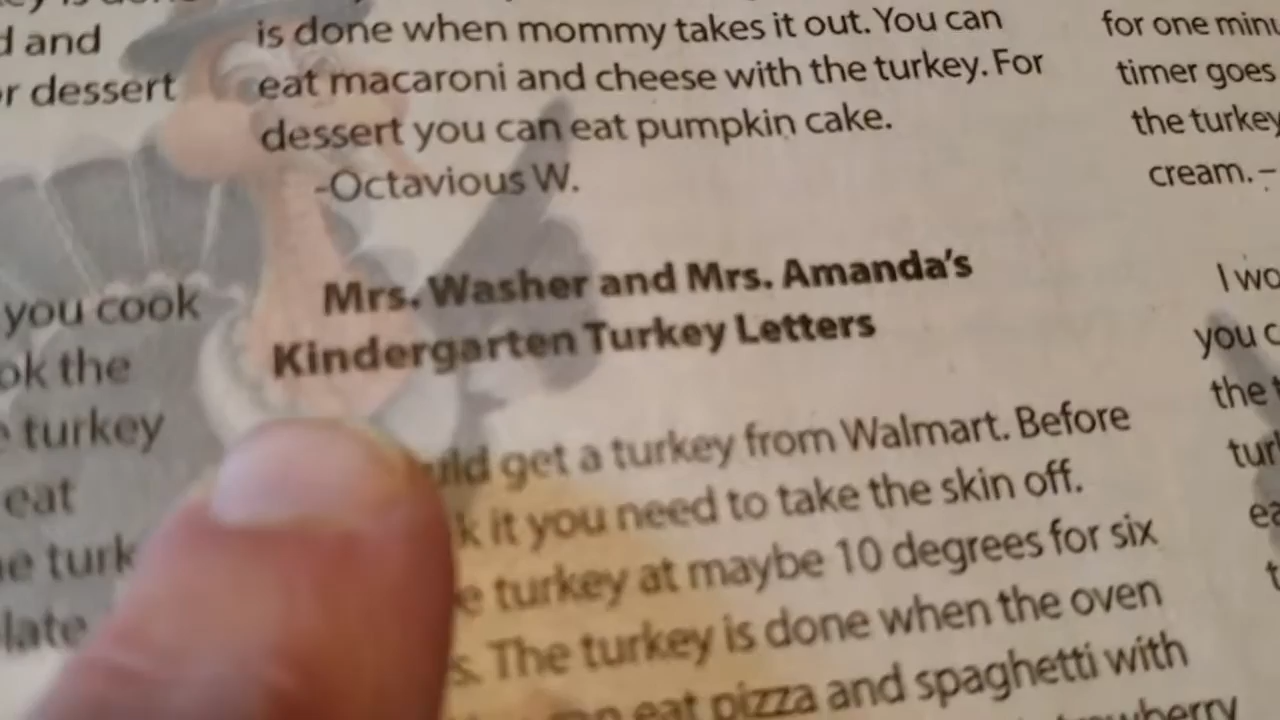 d and
r dessert
you cook
ok the
turkey
eat
turk
late
is done when mommy takes it out. You can
eat macaroni and cheese with the turkey. For
dessert you can eat pumpkin cake.
-Octavious W.
Mrs. Washer and Mrs. Amanda's
Kindergarten Turkey Letters
uld get a turkey from Walmart. Before
k it you need to take the skin off.
e turkey at maybe 10 degrees for six
s. The turkey is done when the oven
an eat pizza and spaghetti with
for one minu
timer goes
the turkey
cream. –
I wo
you c
the t
turl
ea
t